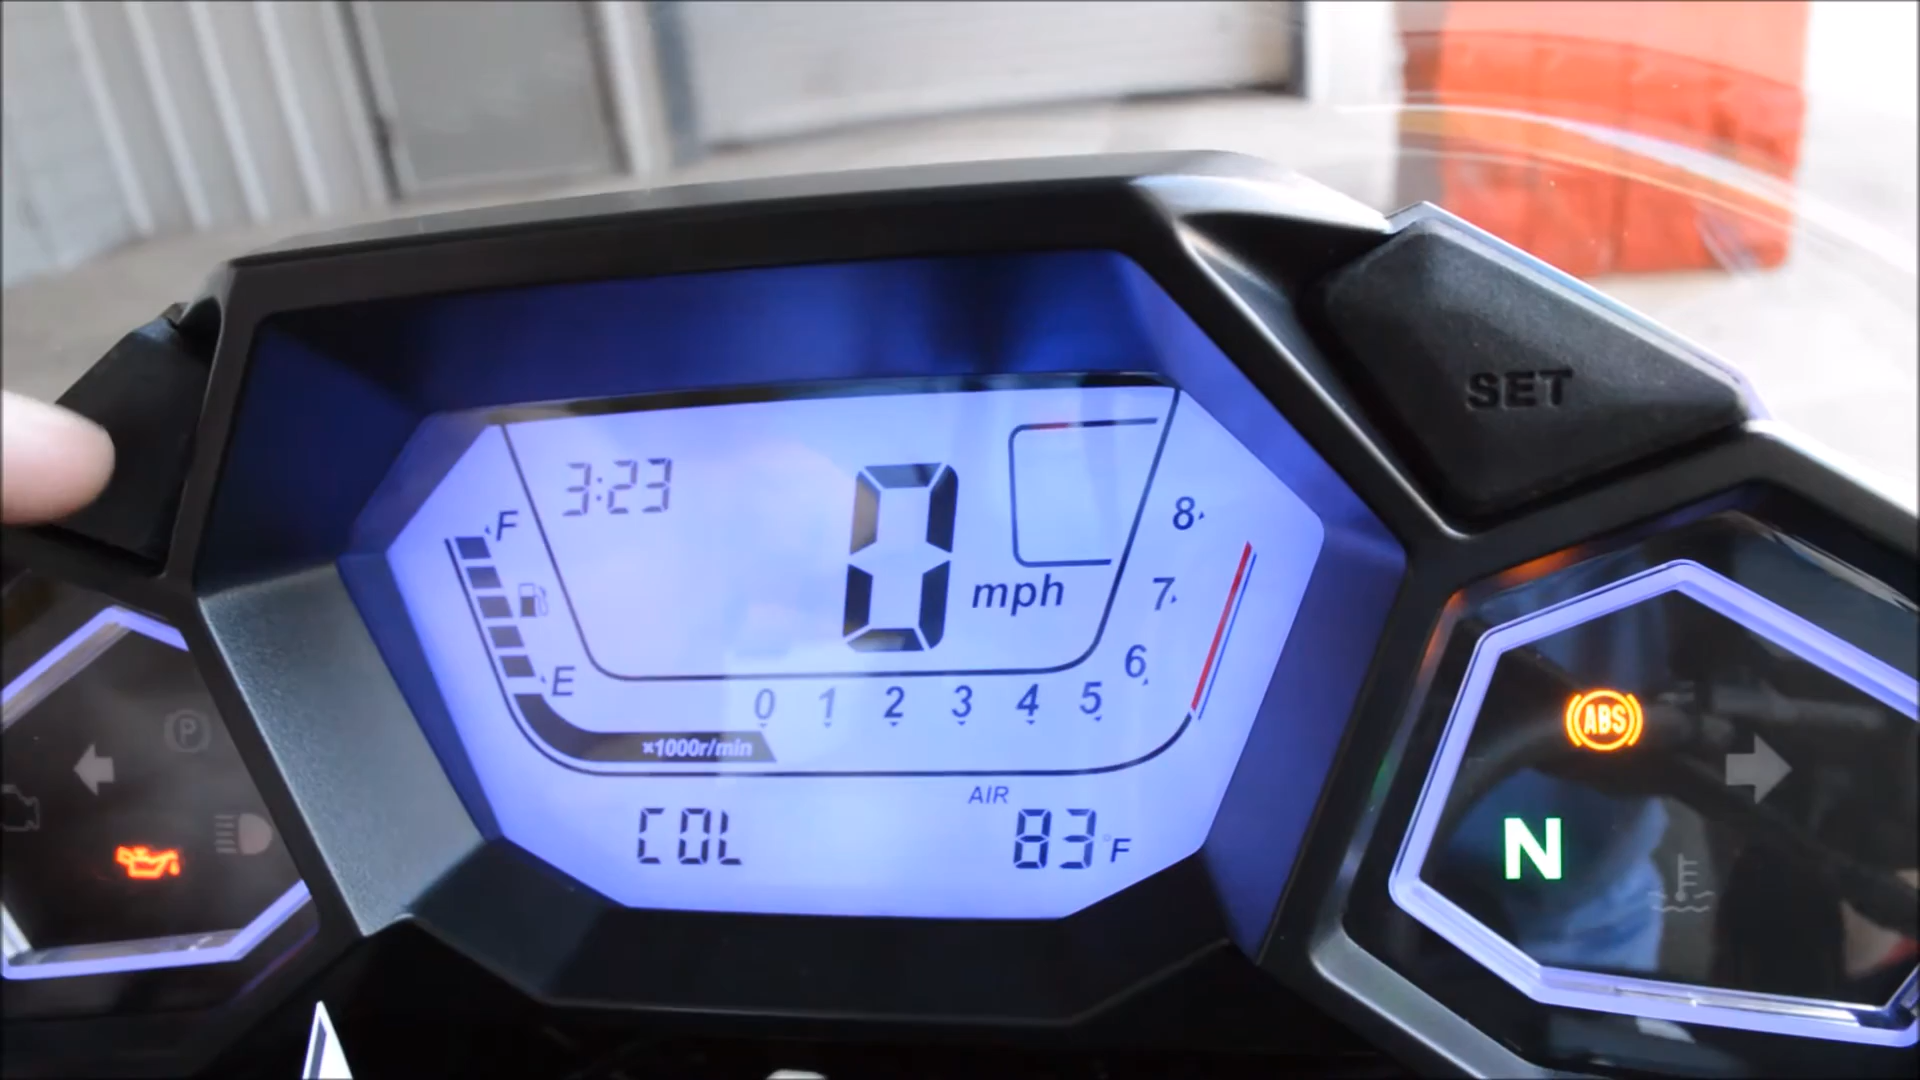 SET
3:23
0
mph
F
E
8
7
6
0 1 2 3 4 5
×1000r/min
AIR
COL
83°F
P
ABS
N